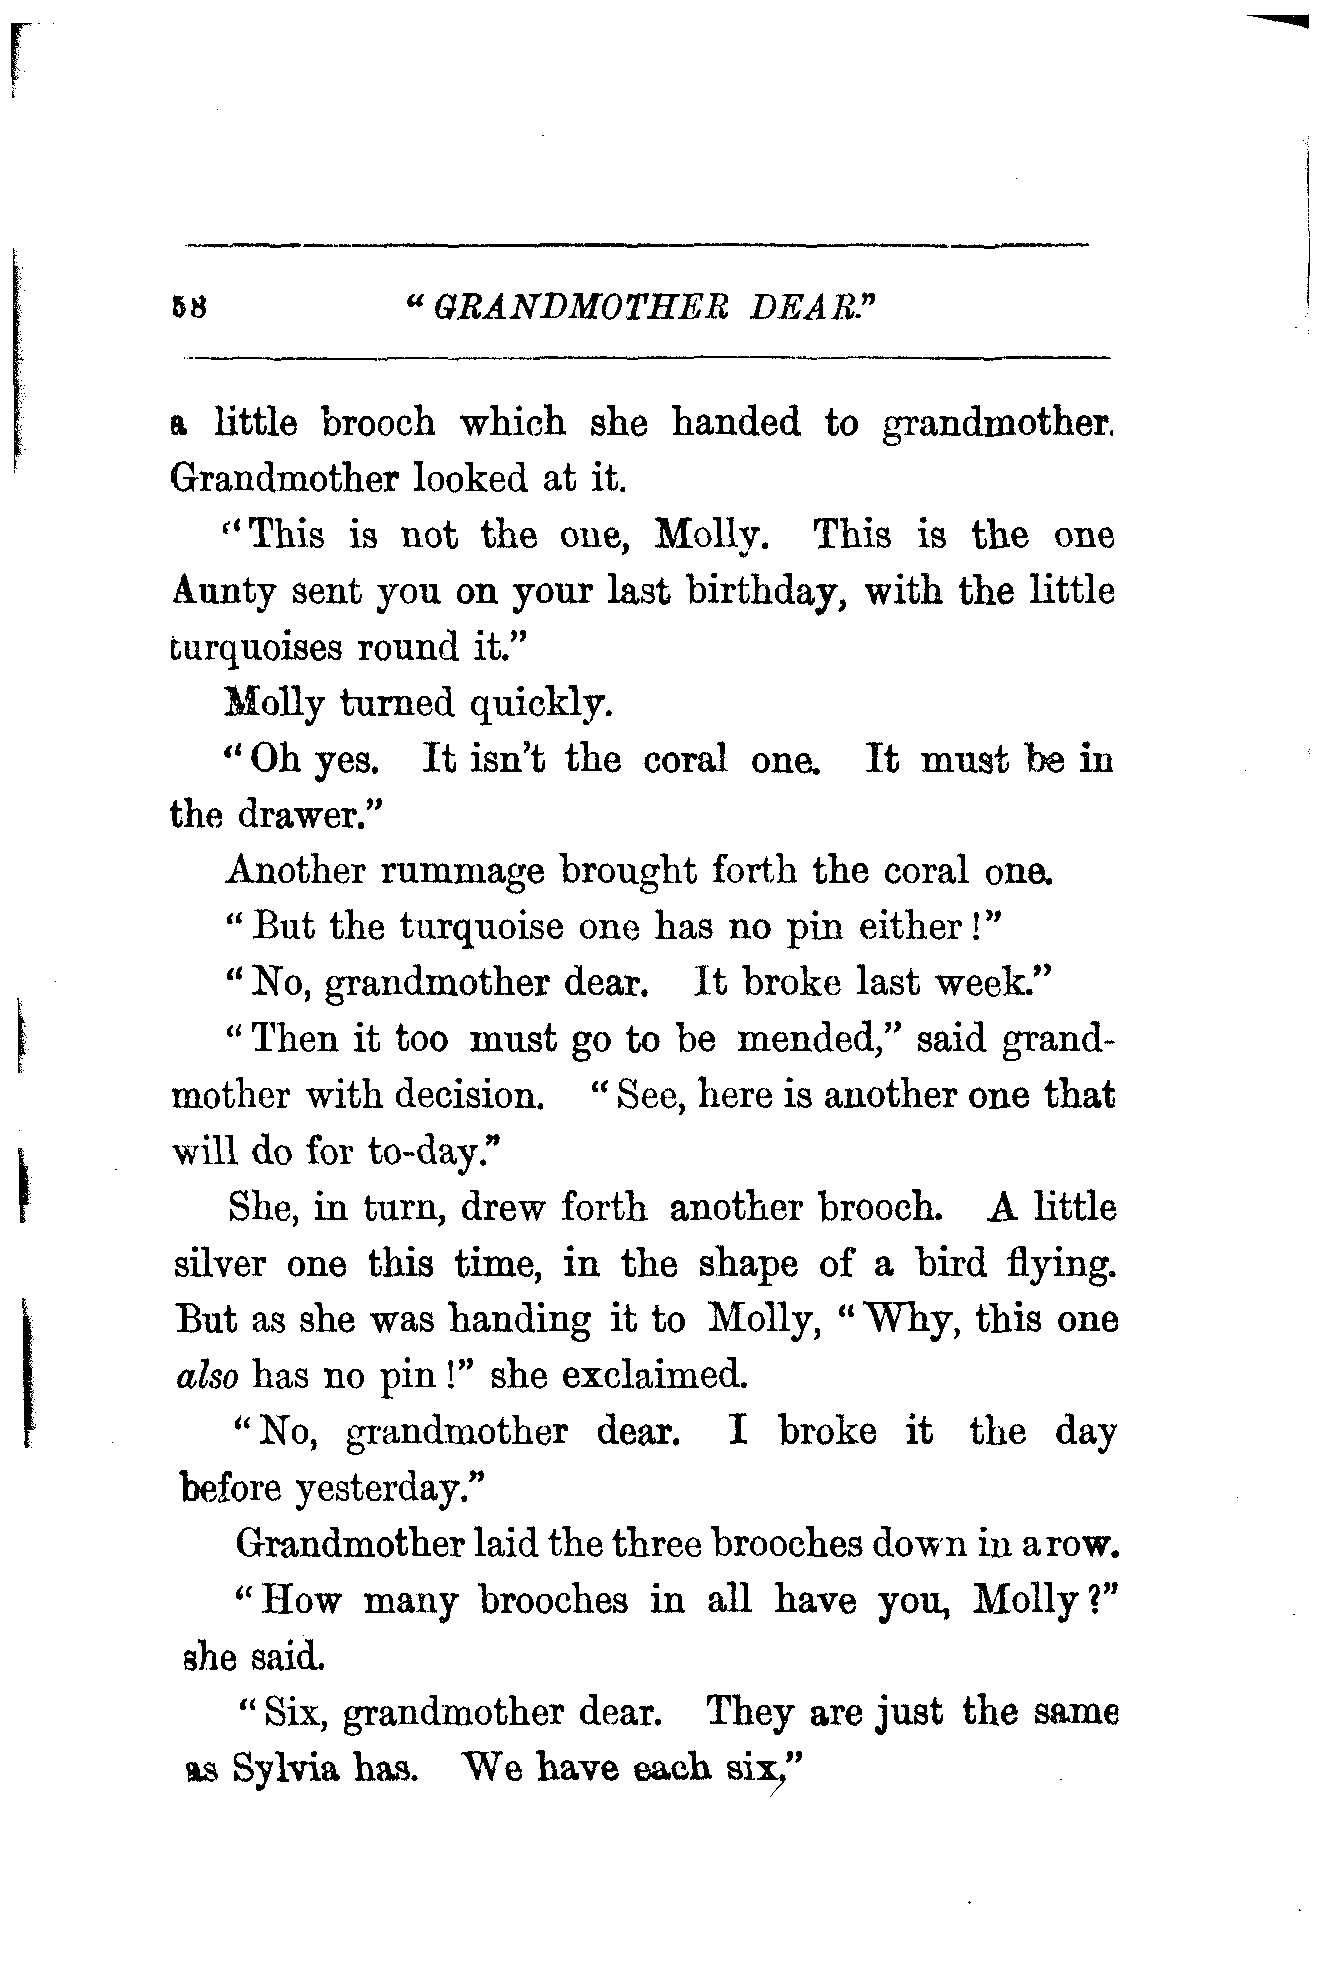 58 "GRANDMOTHER DEAR."
a little brooch which she handed to grandmother.
Grandmother looked at it.
"This is not the one, Molly. This is the one
Aunty sent you on your last birthday, with the little
turquoises round it."
Molly turned quickly.
"Oh yes. It isn't the coral one. It must be in
the drawer."
Another rummage brought forth the coral one.
"But the turquoise one has no pin either!"
"No, grandmother dear. It broke last week."
"Then it too must go to be mended," said grand-
mother with decision. "See, here is another one that
will do for to-day."
She, in turn, drew forth another brooch. A little
silver one this time, in the shape of a bird flying.
But as she was handing it to Molly, "Why, this one
also has no pin!" she exclaimed.
"No, grandmother dear. I broke it the day
before yesterday."
Grandmother laid the three brooches down in a row.
"How many brooches in all have you, Molly?"
she said.
"Six, grandmother dear. They are just the same
as Sylvia has. We have each six,"